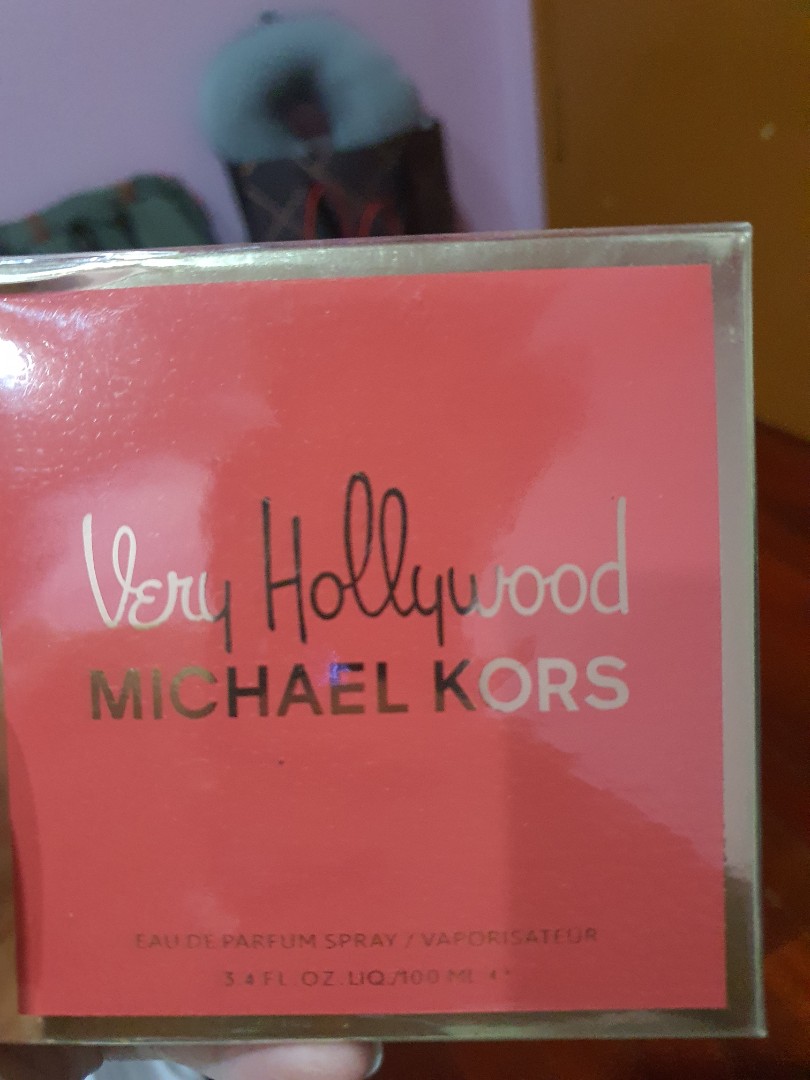 Very Hollywood
MICHAEL KORS
EAU DE PARFUM SPRAY / VAPORISATEUR
3.4 FL. OZ. LIQ./100 ML e